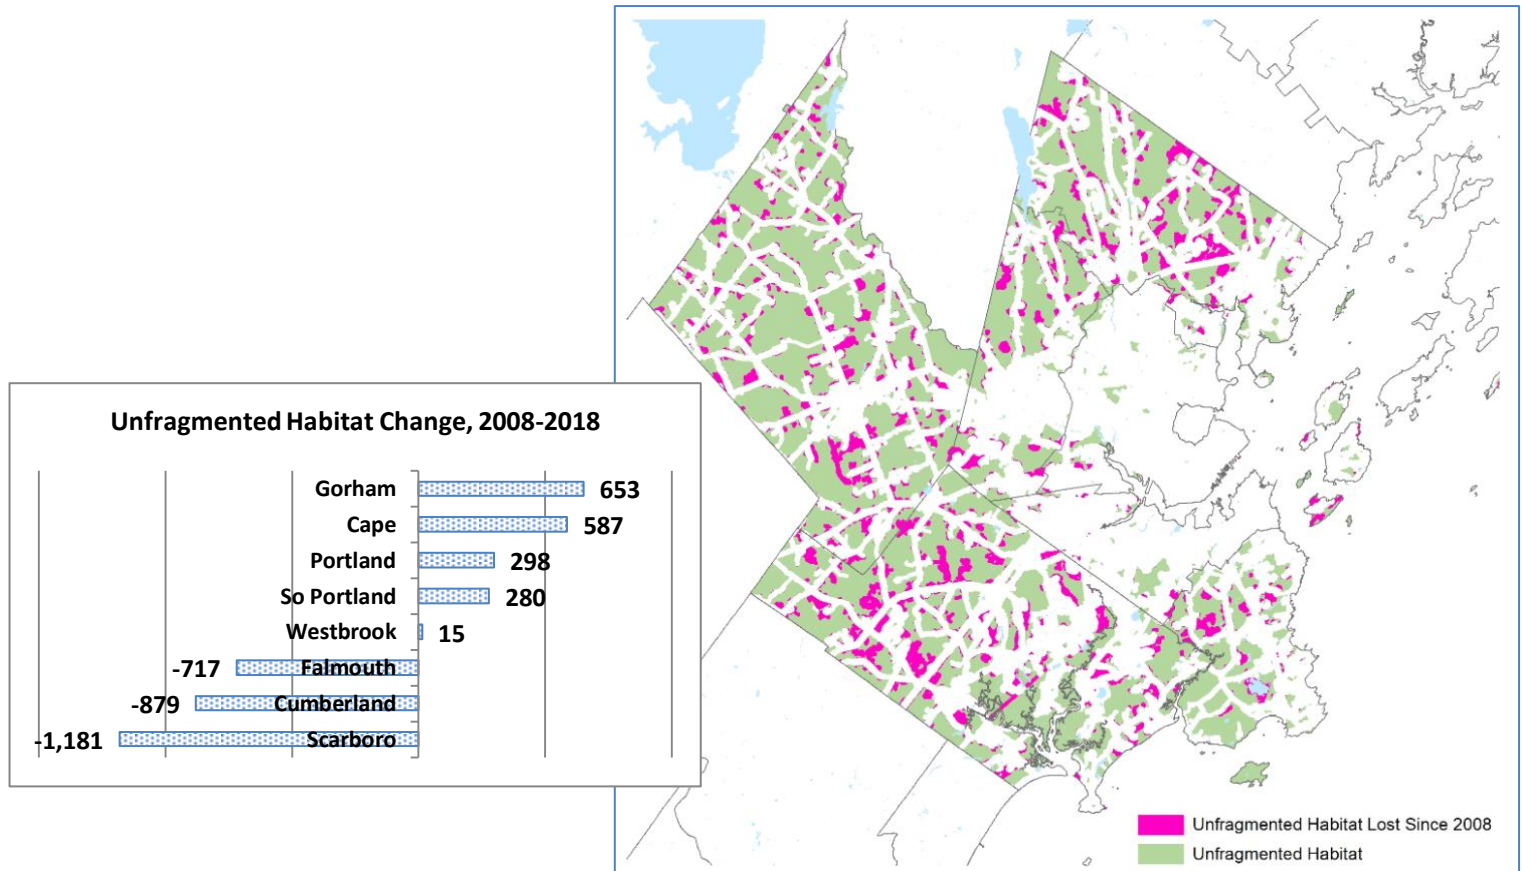 Unfragmented Habitat Change, 2008-2018
Gorham 653
Cape 587
Portland 298
So Portland 280
Westbrook 15
-717 Falmouth
-879 Cumberland
-1,181 Scarboro
Unfragmented Habitat Lost Since 2008
Unfragmented Habitat